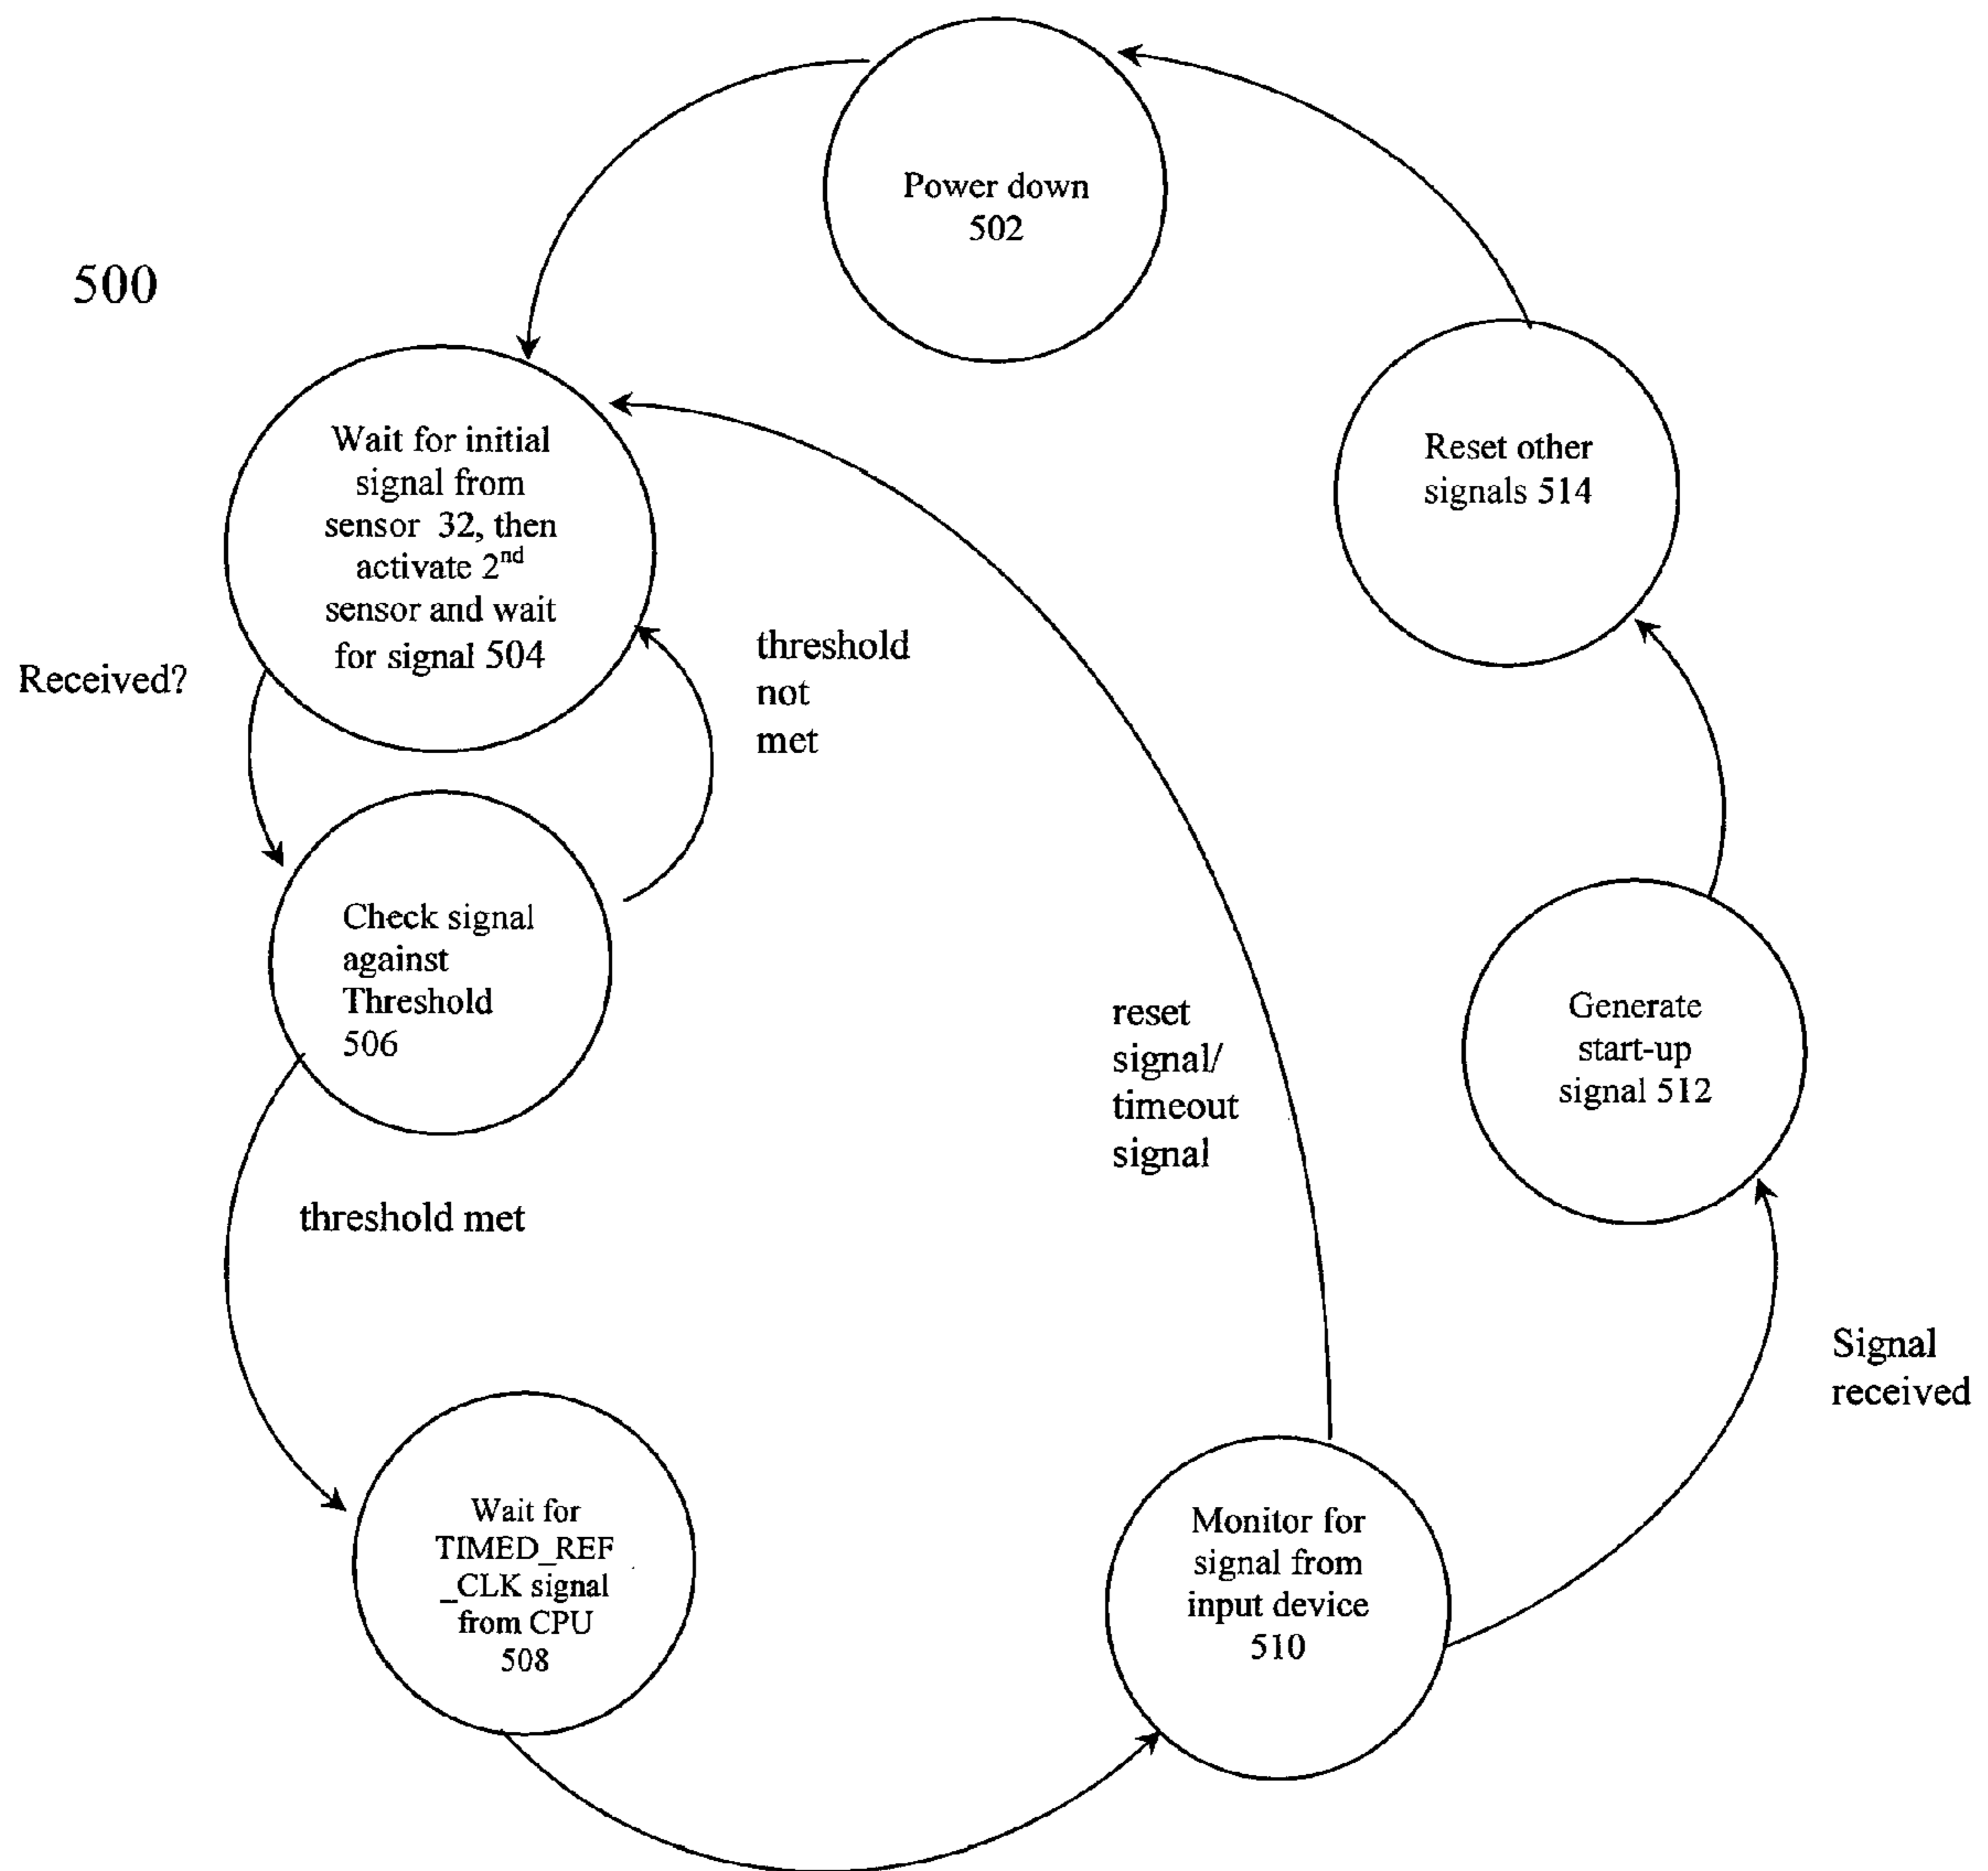 Power down
502
500
Wait for initial
signal from
sensor 32, then
activate 2nd
sensor and wait
for signal 504
Reset other
signals 514
Received?
threshold
not
met
Check signal
against
Threshold
506
reset
signal/
timeout
signal
Generate
start-up
signal 512
threshold met
Signal
received
Wait for
TIMED_REF
_CLK signal
from CPU
508
Monitor for
signal from
input device
510